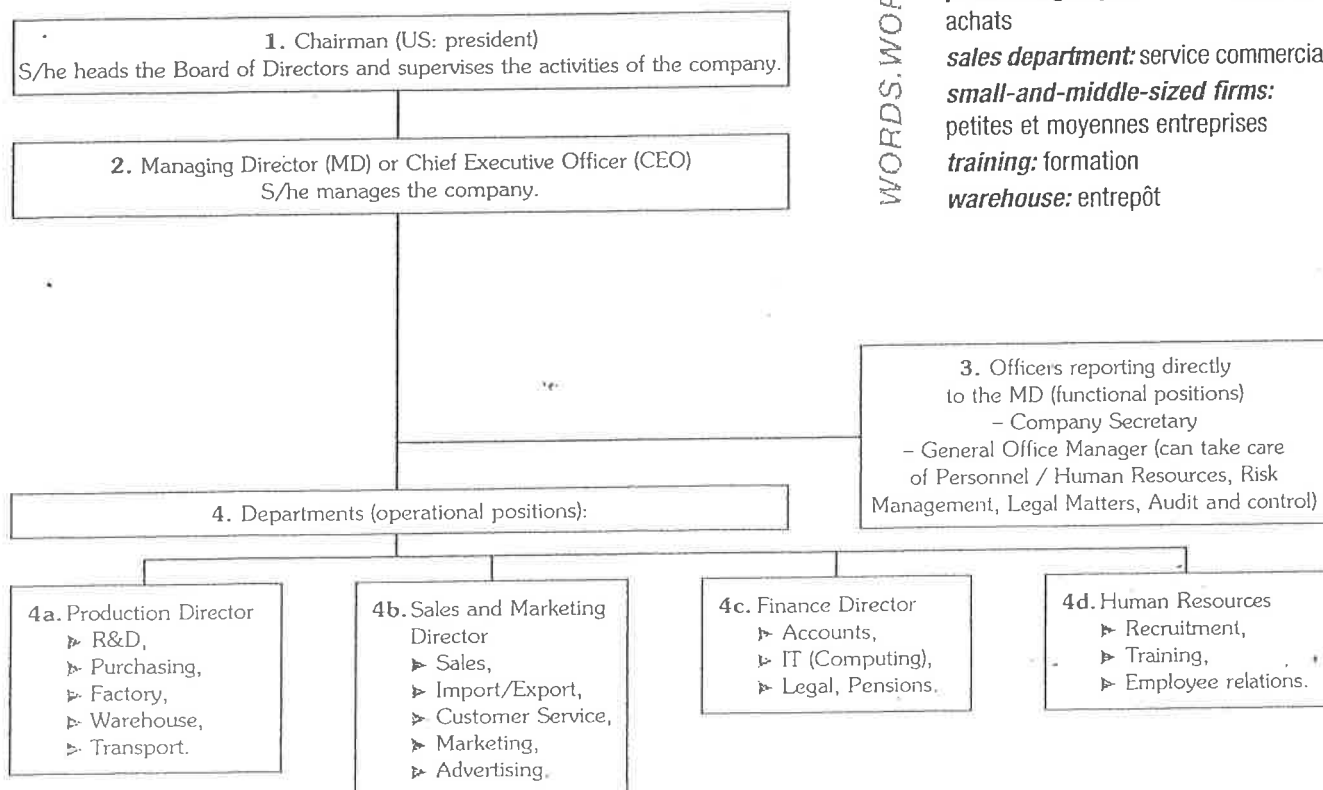 1. Chairman (US: president)
S/he heads the Board of Directors and supervises the activities of the company.
2. Managing Director (MD) or Chief Executive Officer (CEO)
S/he manages the company.
3. Officers reporting directly
to the MD (functional positions)
– Company Secretary
– General Office Manager (can take care
of Personnel / Human Resources, Risk
Management, Legal Matters, Audit and control)
4. Departments (operational positions):
4a. Production Director
R&D,
Purchasing,
Factory,
Warehouse,
Transport.
4b. Sales and Marketing
Director
Sales,
Import/Export,
Customer Service,
Marketing,
Advertising.
4c. Finance Director
Accounts,
IT (Computing),
Legal, Pensions.
4d. Human Resources
Recruitment,
Training,
Employee relations.
WORDS.
achats
sales department: service commercia
small-and-middle-sized firms:
petites et moyennes entreprises
training: formation
warehouse: entrepôt